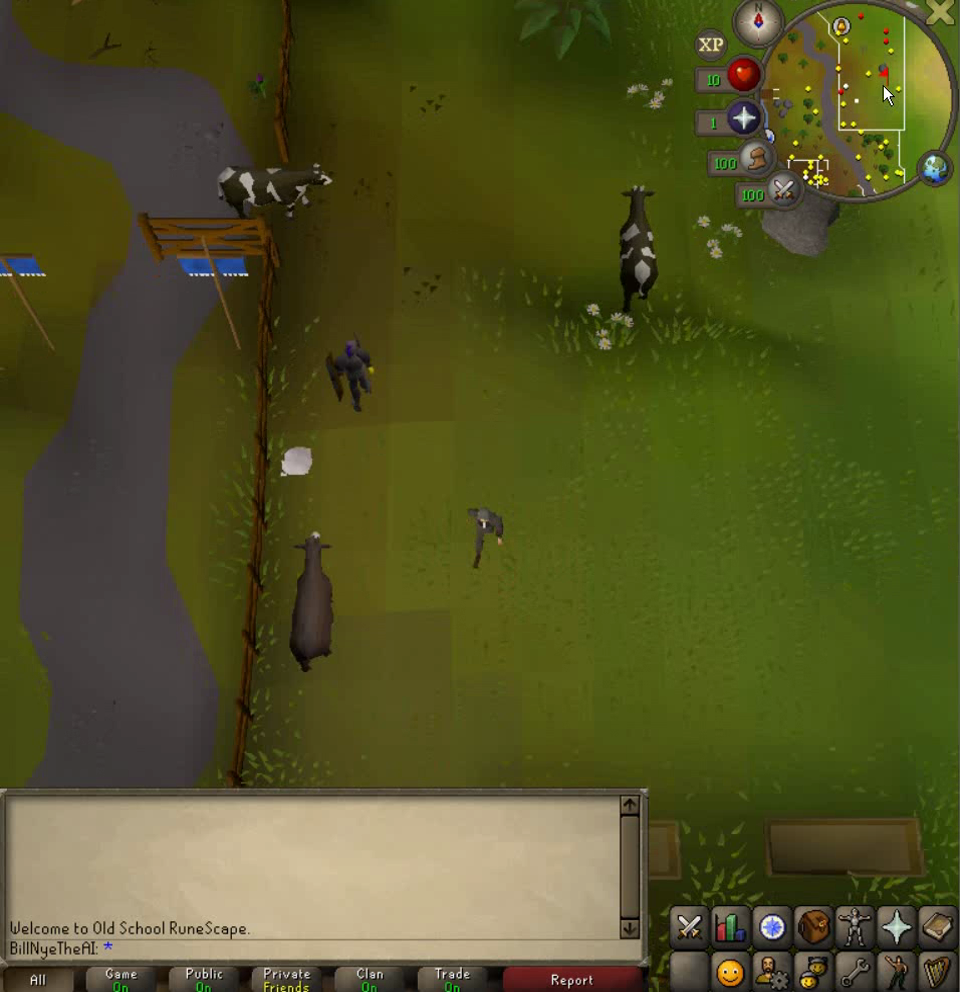 N
XP
10
1
100
100
Welcome to Old School RuneScape.
BillNyeTheAI: *
All
Game
On
Public
On
Private
Friends
Clan
On
Trade
On
Report